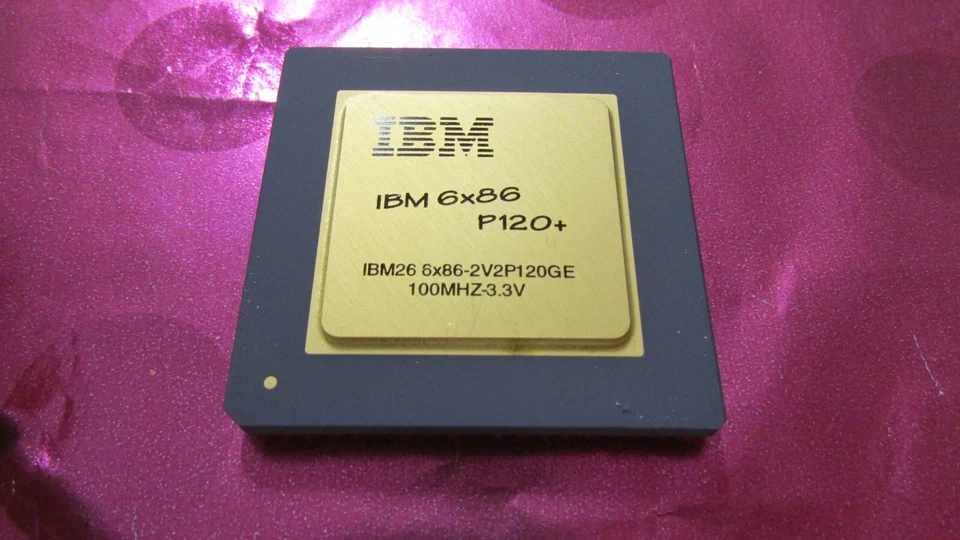 IBM
IBM 6x86
P120+
IBM26 6x86-2V2P120GE
100MHZ-3.3V